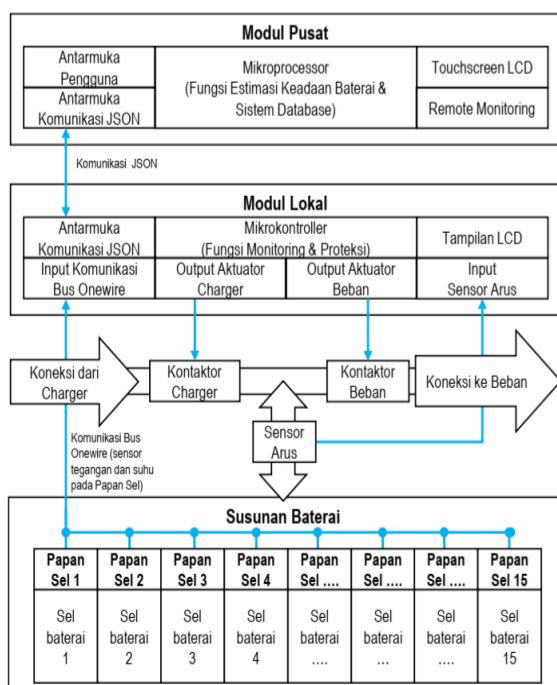 Modul Pusat
Antarmuka
Pengguna
Antarmuka
Komunikasi JSON
Mikroprocessor
(Fungsi Estimasi Keadaan Baterai &
Sistem Database)
Touchscreen LCD
Remote Monitoring
Komunikasi JSON
Modul Lokal
Antarmuka
Komunikasi JSON
Mikrokontroller
(Fungsi Monitoring & Proteksi)
Tampilan LCD
Input Komunikasi
Bus Onewire
Output Aktuator
Charger
Output Aktuator
Beban
Input
Sensor Arus
Koneksi dari
Charger
Kontaktor
Charger
Kontaktor
Beban
Koneksi ke Beban
Komunikasi Bus
Onewire (sensor
tegangan dan suhu
pada Papan Sel)
Sensor
Arus
Susunan Baterai
Papan
Sel 1
Papan
Sel 2
Papan
Sel 3
Papan
Sel 4
Papan
Sel ....
Papan
Sel ....
Papan
Sel ....
Papan
Sel 15
Sel
baterai
1
Sel
baterai
2
Sel
baterai
3
Sel
baterai
4
Sel
baterai
....
Sel
baterai
...
Sel
baterai
....
Sel
baterai
15